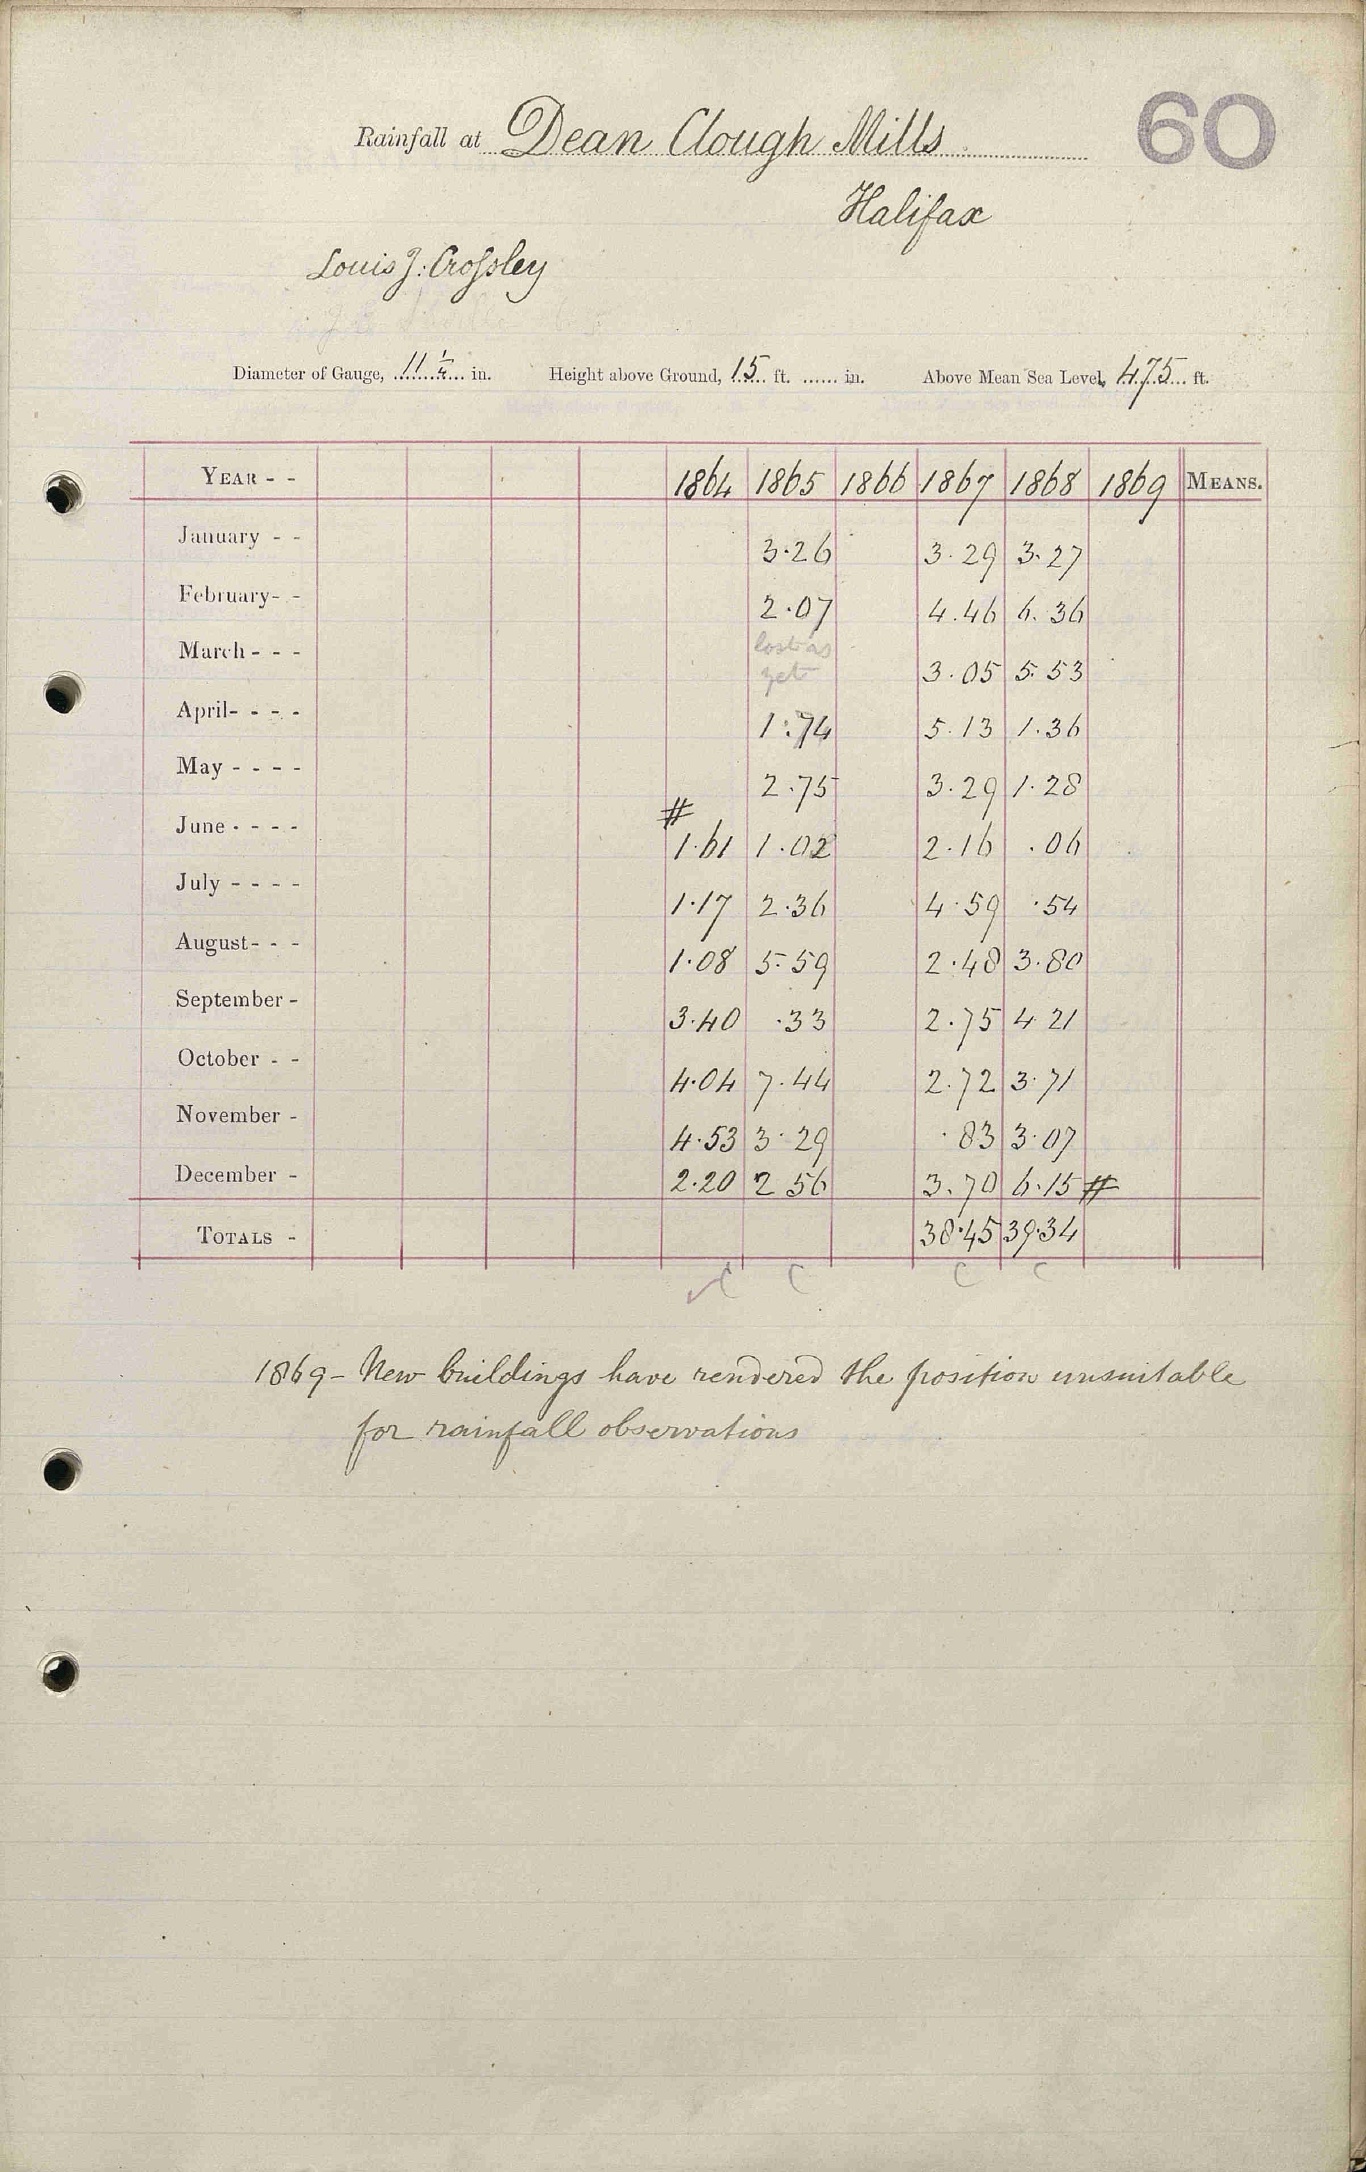 60
Rainfall at Dean Clough Mills
Halifax
Louis J: Crossley
Diameter of Gauge, 11 1/4 in. Height above Ground, 15 ft. in. Above Mean Sea Level, 475 ft.
YEAR - - 1864 1865 1866 1867 1868 1869 MEANS.
January - - 3.26 3.29 3.27
February- - 2.07 4.46 6.36
March - - - lost as yet 3.05 5.53
April- - - - 1.74 5.13 1.36
May - - - - 2.75 3.29 1.28
June - - - - # 1.61 1.02 2.16 .06
July - - - - 1.17 2.36 4.59 .54
August- - - 1.08 5.59 2.48 3.80
September - 3.40 .33 2.75 4 21
October - - 4.04 7.44 2.72 3.71
November - 4.53 3.29 .83 3.07
December - 2.20 2 56 3.70 6.15 #
TOTALS - 38.45 39.34
C C C C
1869 - New buildings have rendered the position unsuitable
for rainfall observations